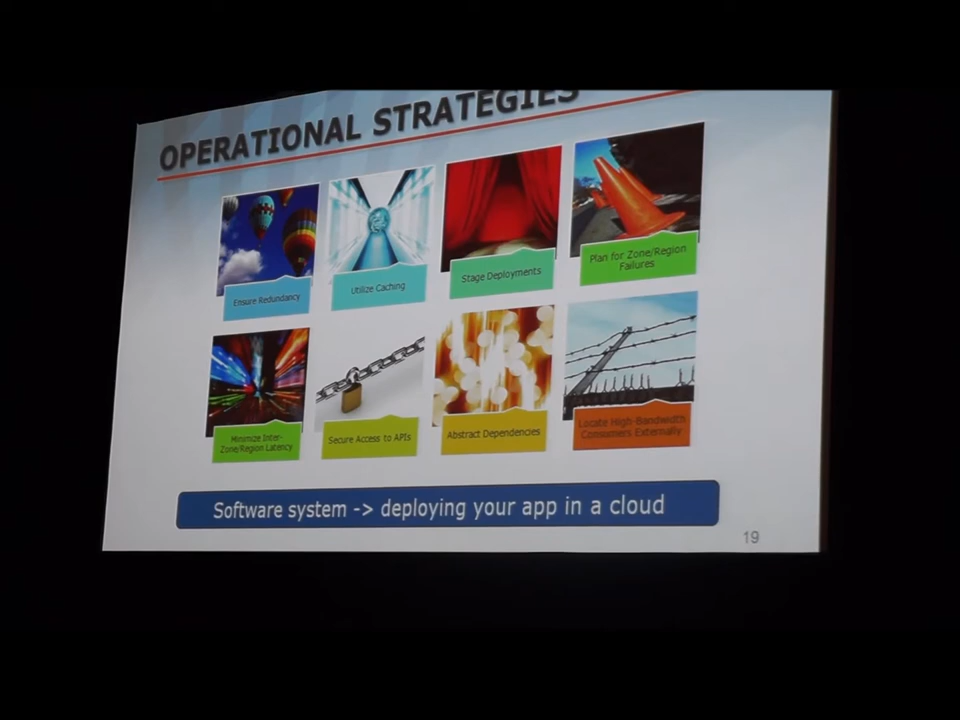 OPERATIONAL STRATEGIES
Ensure Redundancy
Utilize Caching
Stage Deployments
Plan for Zone/Region
Failures
Minimize Inter-
Zone/Region Latency
Secure Access to APIs
Abstract Dependencies
Locate High-Bandwidth
Consumers Externally
Software system -> deploying your app in a cloud
19